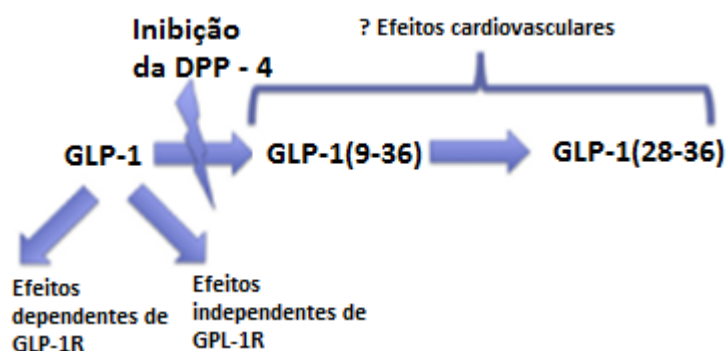 Inibição
da DPP - 4
? Efeitos cardiovasculares
GLP-1
GLP-1(9-36)
GLP-1(28-36)
Efeitos
dependentes de
GLP-1R
Efeitos
independentes de
GPL-1R